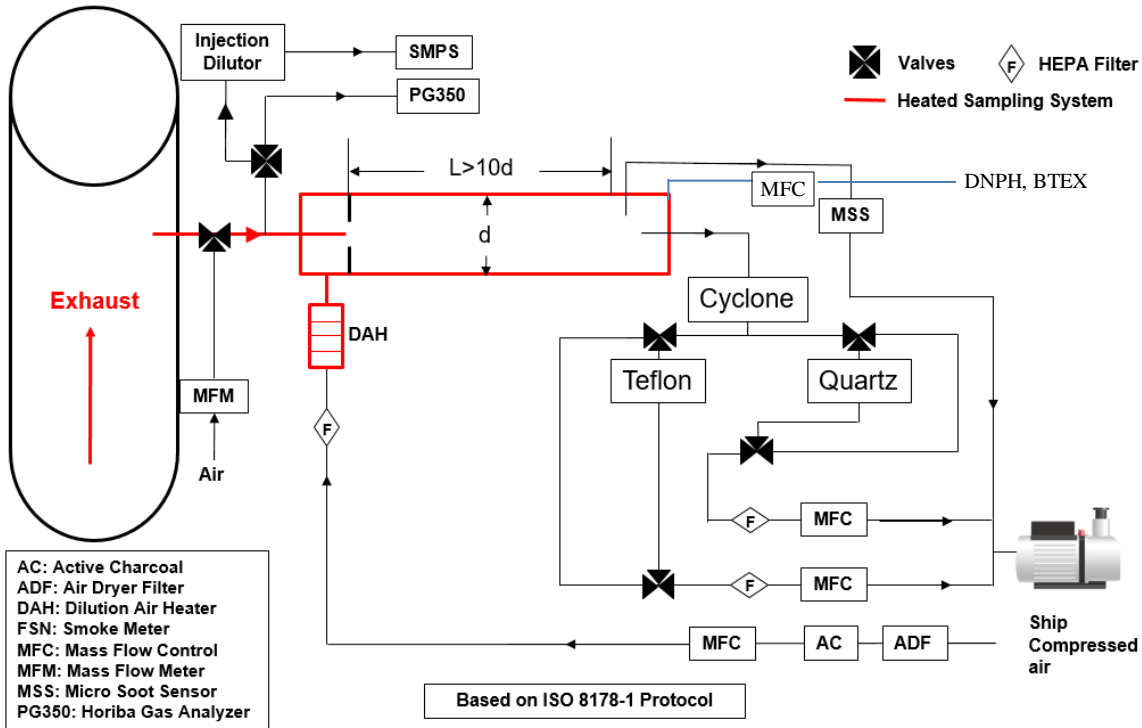 Injection
Dilutor
SMPS
PG350
Valves
F
HEPA Filter
Heated Sampling System
L>10d
d
MFC
DNPH, BTEX
MSS
Exhaust
Cyclone
DAH
Teflon
Quartz
MFM
Air
F
F
MFC
F
MFC
MFC
AC
ADF
Ship
Compressed
air
AC: Active Charcoal
ADF: Air Dryer Filter
DAH: Dilution Air Heater
FSN: Smoke Meter
MFC: Mass Flow Control
MFM: Mass Flow Meter
MSS: Micro Soot Sensor
PG350: Horiba Gas Analyzer
Based on ISO 8178-1 Protocol